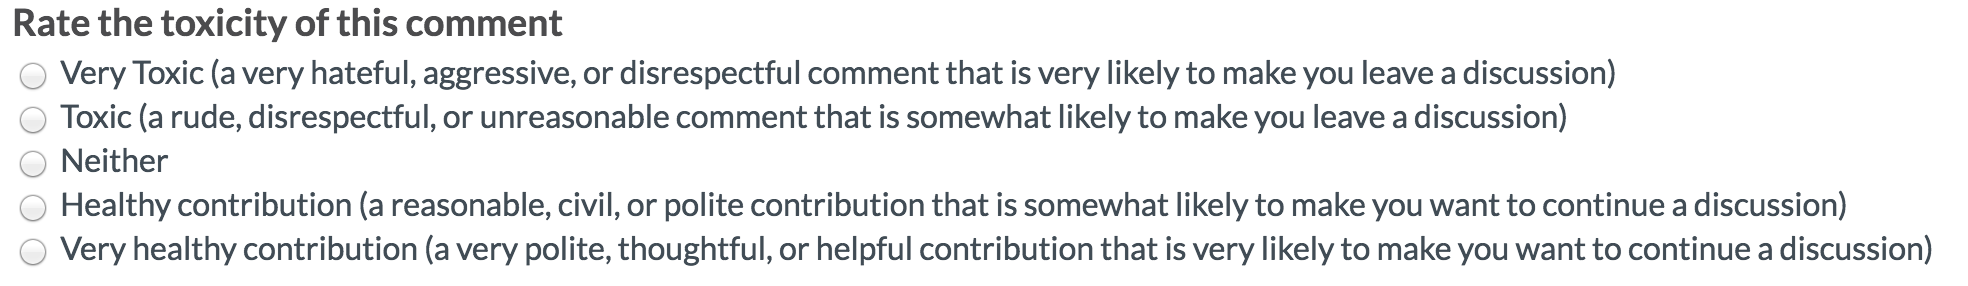 Rate the toxicity of this comment
Very Toxic (a very hateful, aggressive, or disrespectful comment that is very likely to make you leave a discussion)
Toxic (a rude, disrespectful, or unreasonable comment that is somewhat likely to make you leave a discussion)
Neither
Healthy contribution (a reasonable, civil, or polite contribution that is somewhat likely to make you want to continue a discussion)
Very healthy contribution (a very polite, thoughtful, or helpful contribution that is very likely to make you want to continue a discussion)